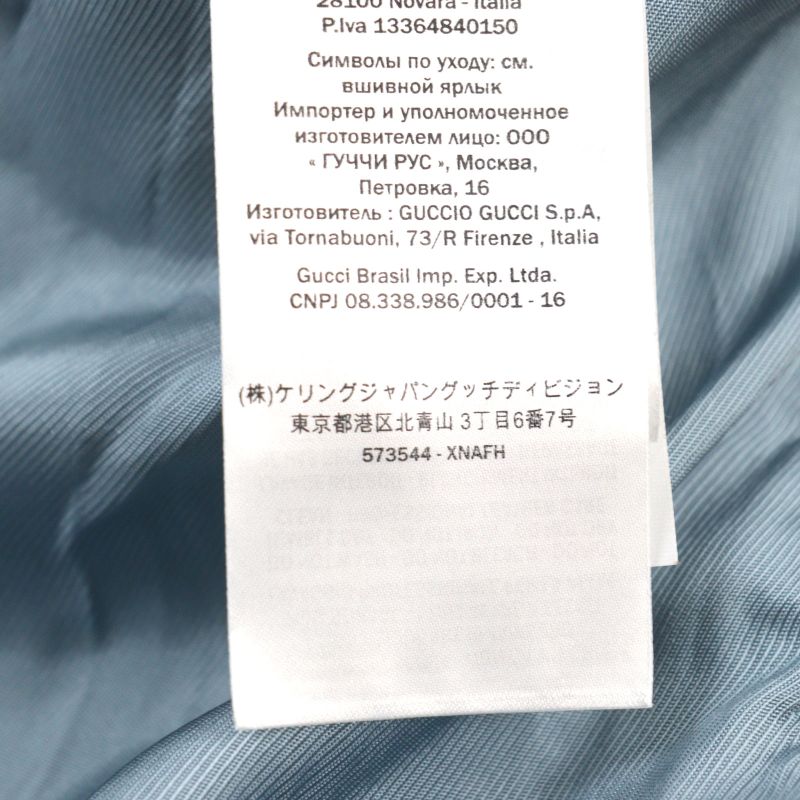 28100 Novara - Italia
P.Iva 13364840150
Символы по уходу: см.
вшивной ярлык
Импортер и уполномоченное
изготовителем лицо: ООО
« ГУЧЧИ РУС », Москва,
Петровка, 16
Изготовитель : GUCCIO GUCCI S.p.A,
via Tornabuoni, 73/R Firenze , Italia
Gucci Brasil Imp. Exp. Ltda.
CNPJ 08.338.986/0001 - 16
(株)ケリングジャパングッチディビジョン
東京都港区北青山 3丁目6番7号
573544 - XNAFH